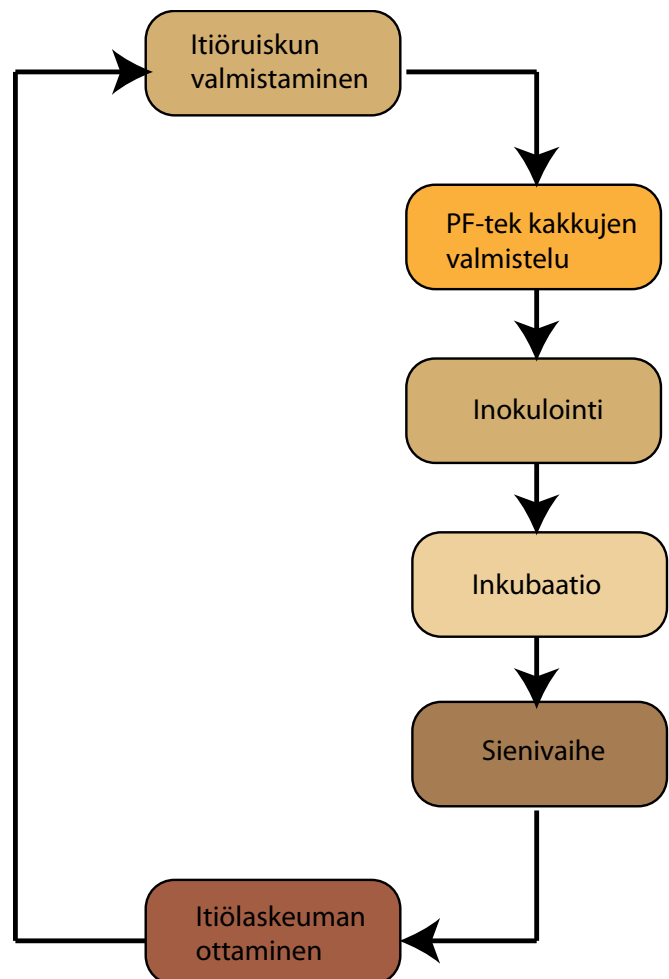 Itiöruiskun
valmistaminen
PF-tek kakkujen
valmistelu
Inokulointi
Inkubaatio
Sienivaihe
Itiölaskeuman
ottaminen